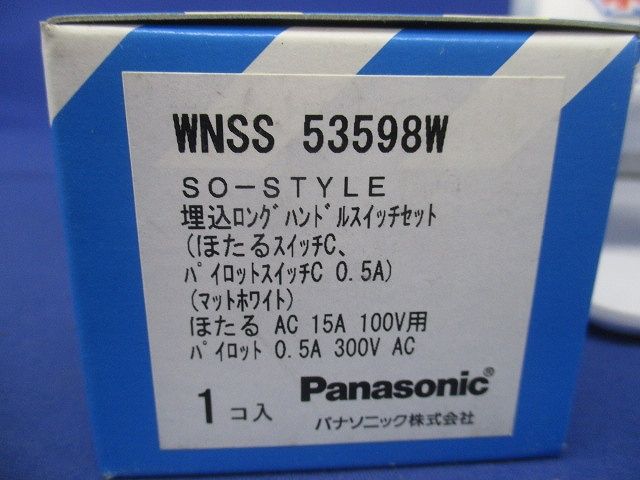 WNSS 53598W
SO-STYLE
埋込ﾛﾝｸﾞﾊﾝﾄﾞﾙｽｲｯﾁｾｯﾄ
(ほたるｽｲｯﾁC、
ﾊﾟｲﾛｯﾄｽｲｯﾁC 0.5A)
(ﾏｯﾄﾎﾜｲﾄ)
ほたる AC 15A 100V用
ﾊﾟｲﾛｯﾄ 0.5A 300V AC
1 コ入 Panasonic®
パナソニック株式会社